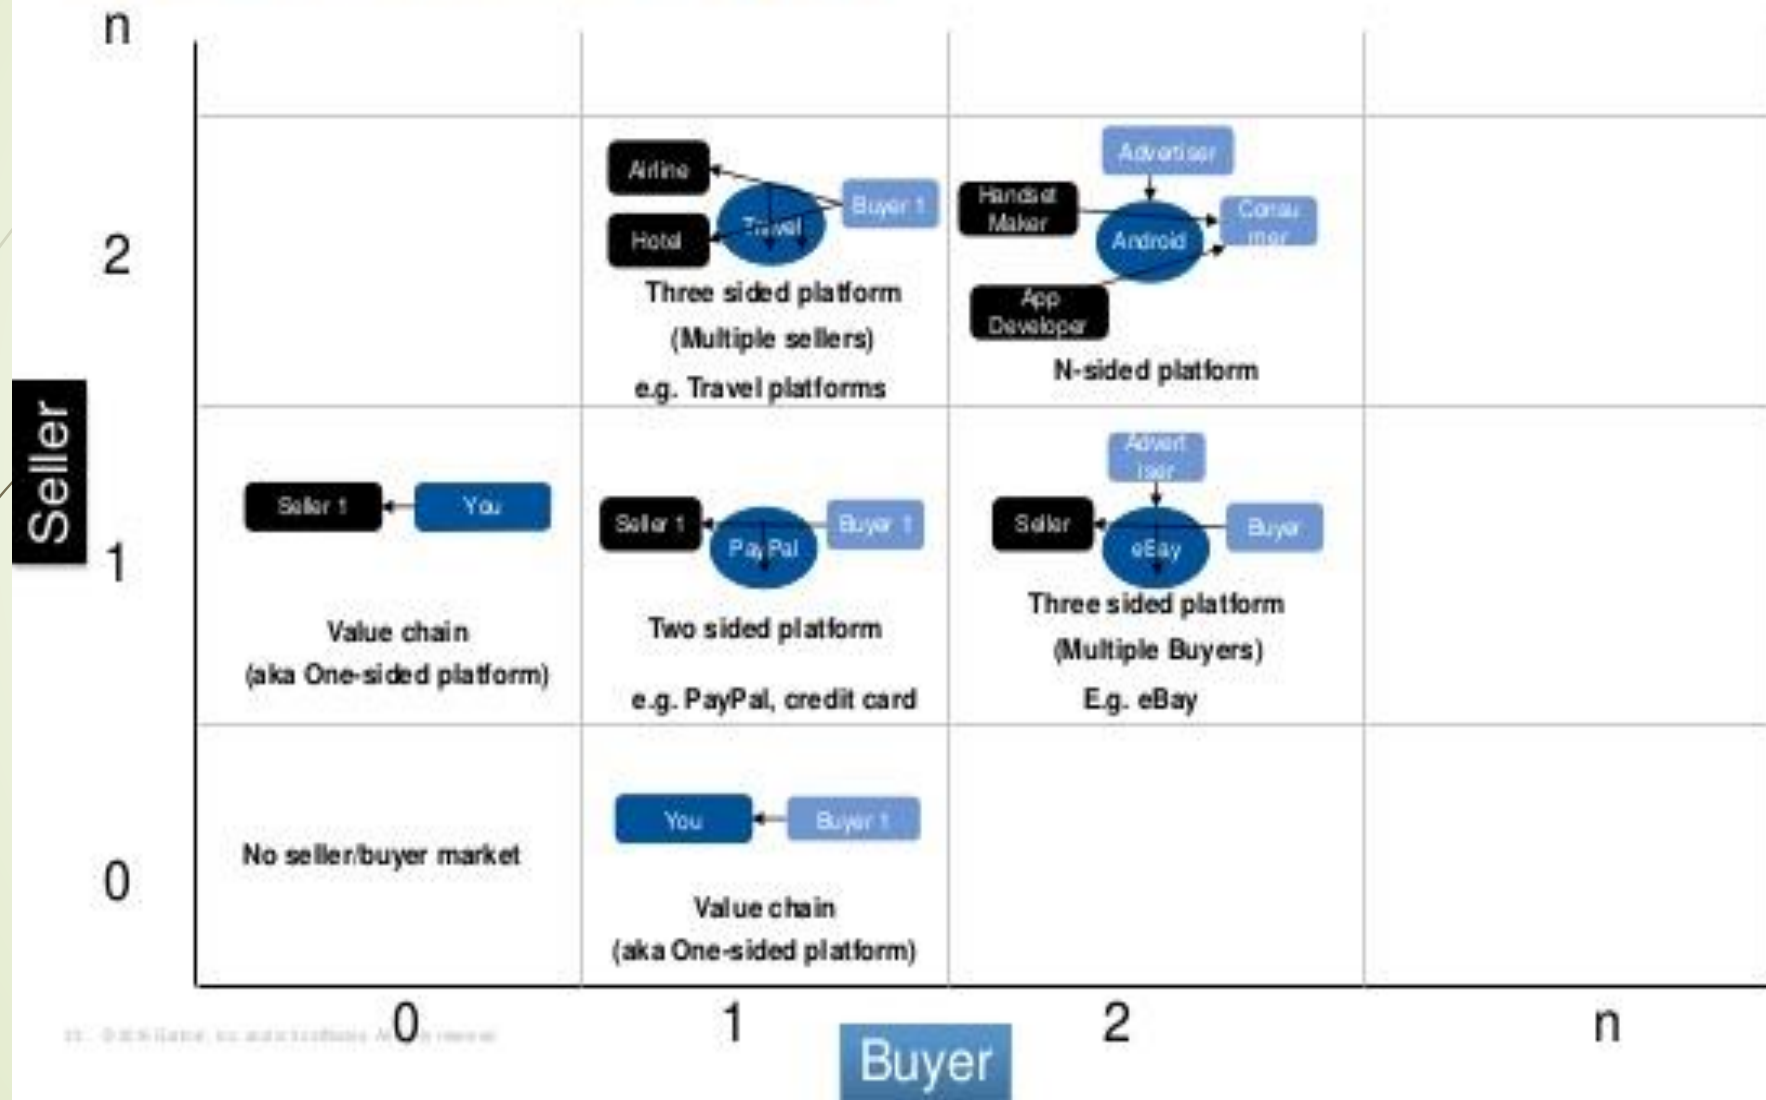 n
Airline
Hotel
Travel
Buyer 1
Three sided platform
(Multiple sellers)
e.g. Travel platforms
Advertiser
Handset
Maker
Android
Consu
mer
App
Developer
N-sided platform
2
Seller
Seller 1
You
Value chain
(aka One-sided platform)
Seller 1
PayPal
Buyer 1
Two sided platform
e.g. PayPal, credit card
Advert
iser
Seller
eBay
Buyer
Three sided platform
(Multiple Buyers)
E.g. eBay
1
No seller/buyer market
You
Buyer 1
Value chain
(aka One-sided platform)
0
0
1
2
n
Buyer